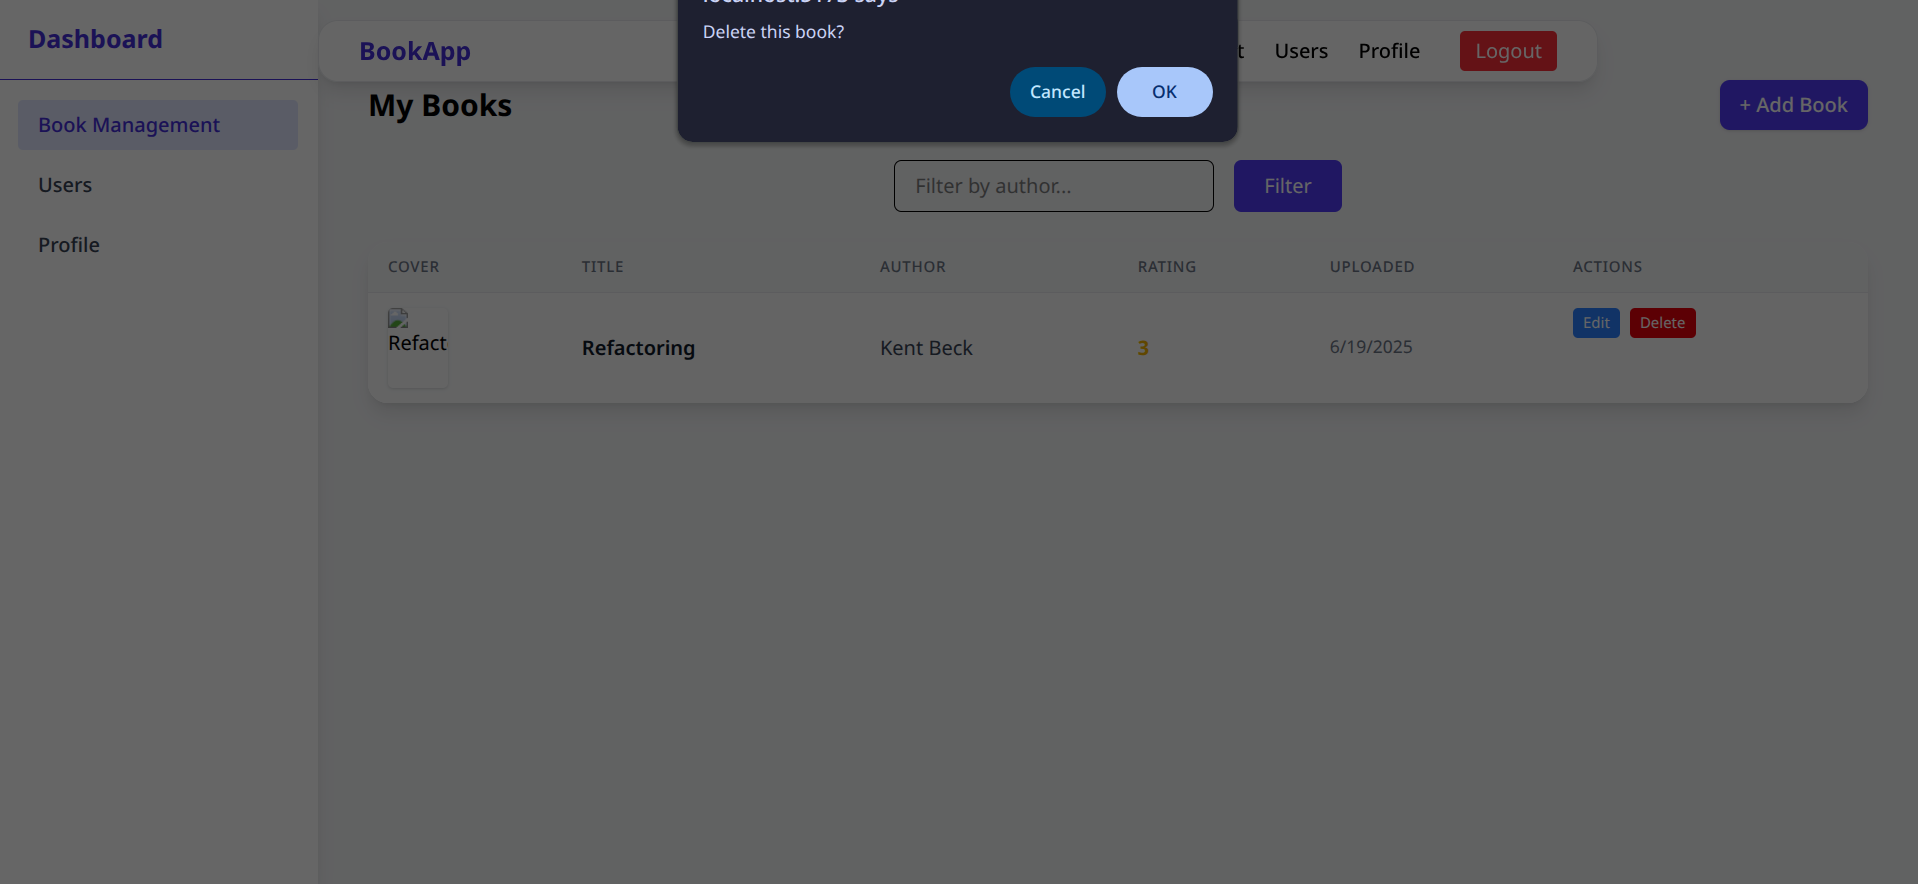 Dashboard
Book Management
Users
Profile
says
Delete this book?
Cancel
OK
BookApp
Users
Profile
Logout
My Books
+ Add Book
Filter by author...
Filter
COVER TITLE AUTHOR RATING UPLOADED ACTIONS
Refact Refactoring Kent Beck 3 6/19/2025 Edit Delete